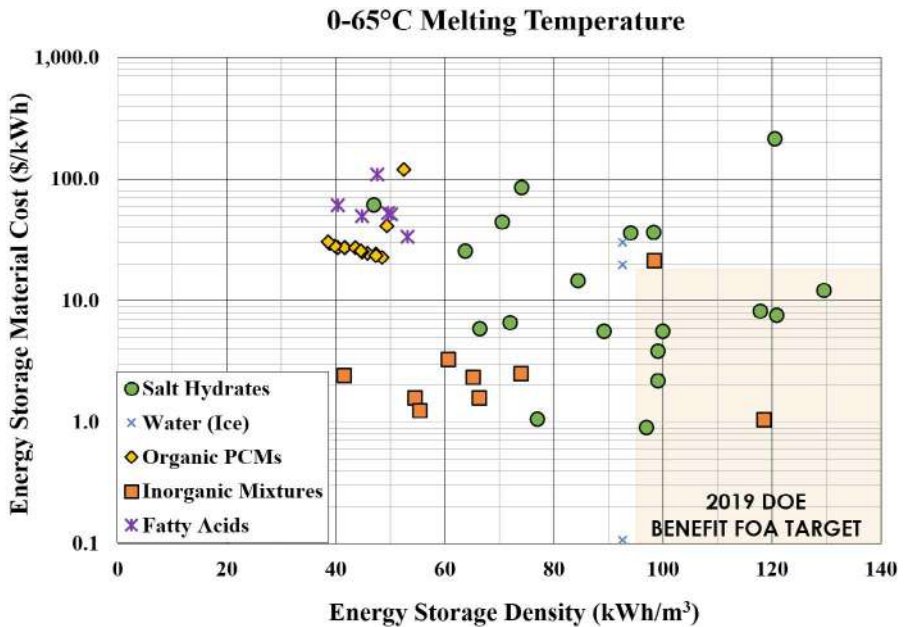 0-65°C Melting Temperature
Energy Storage Material Cost ($/kWh)
1,000.0
100.0
10.0
1.0
0.1
Salt Hydrates
Water (Ice)
Organic PCMs
Inorganic Mixtures
Fatty Acids
2019 DOE
BENEFIT FOA TARGET
0 20 40 60 80 100 120 140
Energy Storage Density (kWh/m³)